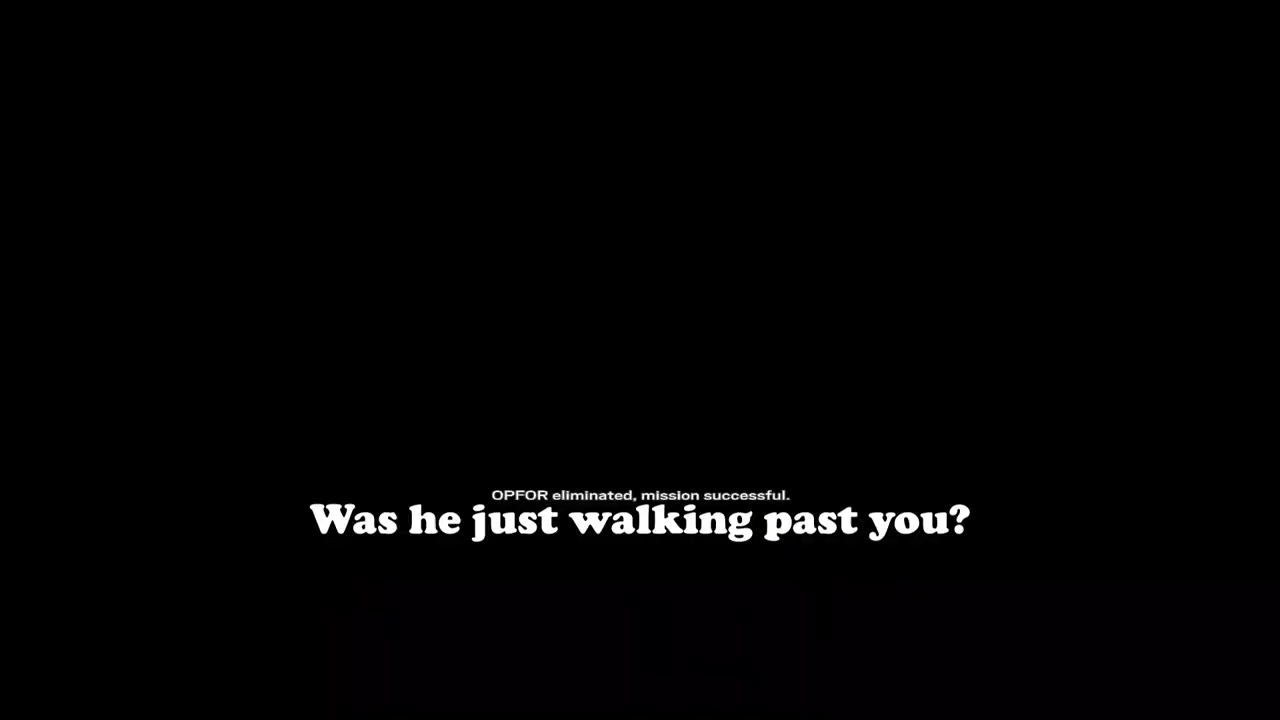 OPFOR eliminated, mission successful.
Was he just walking past you?